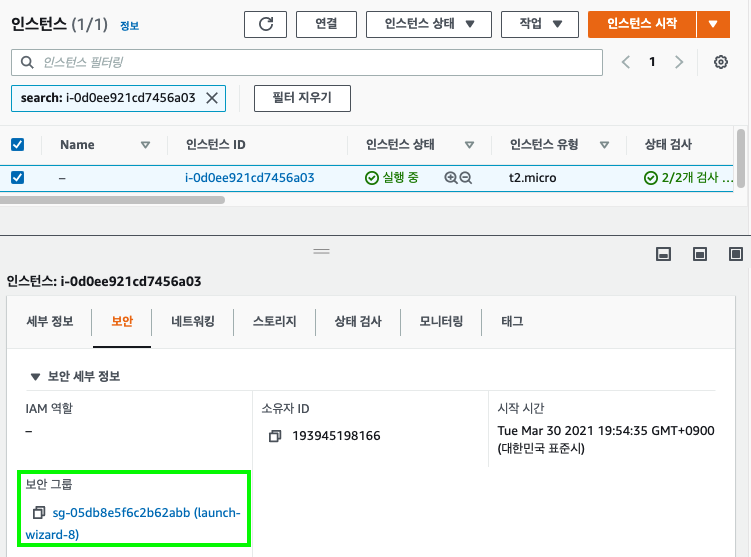 인스턴스 (1/1) 정보 연결 인스턴스 상태 작업 인스턴스 시작
인스턴스 필터링 1
search: i-0d0ee921cd7456a03 필터 지우기
Name 인스턴스 ID 인스턴스 상태 인스턴스 유형 상태 검사
– i-0d0ee921cd7456a03 실행 중 t2.micro 2/2개 검사 ...
인스턴스: i-0d0ee921cd7456a03
세부 정보 보안 네트워킹 스토리지 상태 검사 모니터링 태그
보안 세부 정보
IAM 역할 소유자 ID 시작 시간
– 193945198166 Tue Mar 30 2021 19:54:35 GMT+0900
(대한민국 표준시)
보안 그룹
sg-05db8e5f6c2b62abb (launch-
wizard-8)